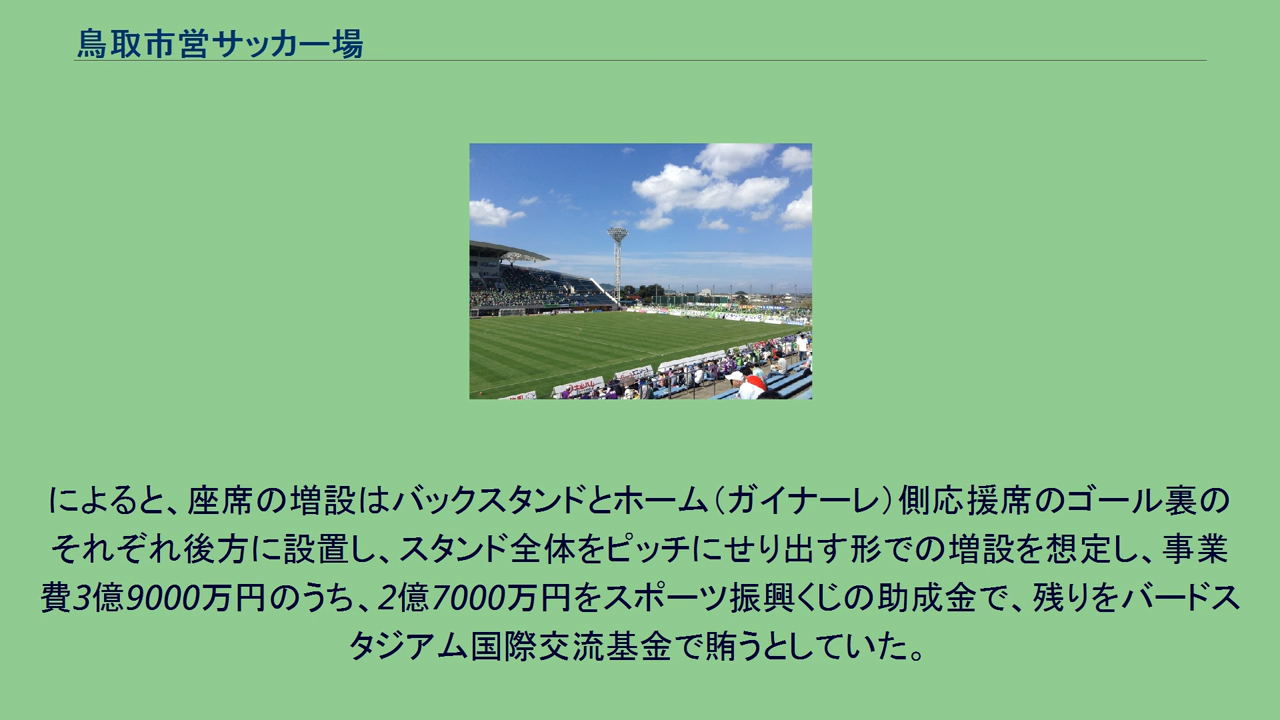 鳥取市営サッカー場
によると、座席の増設はバックスタンドとホーム（ガイナーレ）側応援席のゴール裏の
それぞれ後方に設置し、スタンド全体をピッチにせり出す形での増設を想定し、事業
費3億9000万円のうち、2億7000万円をスポーツ振興くじの助成金で、残りをバードス
タジアム国際交流基金で賄うとしていた。